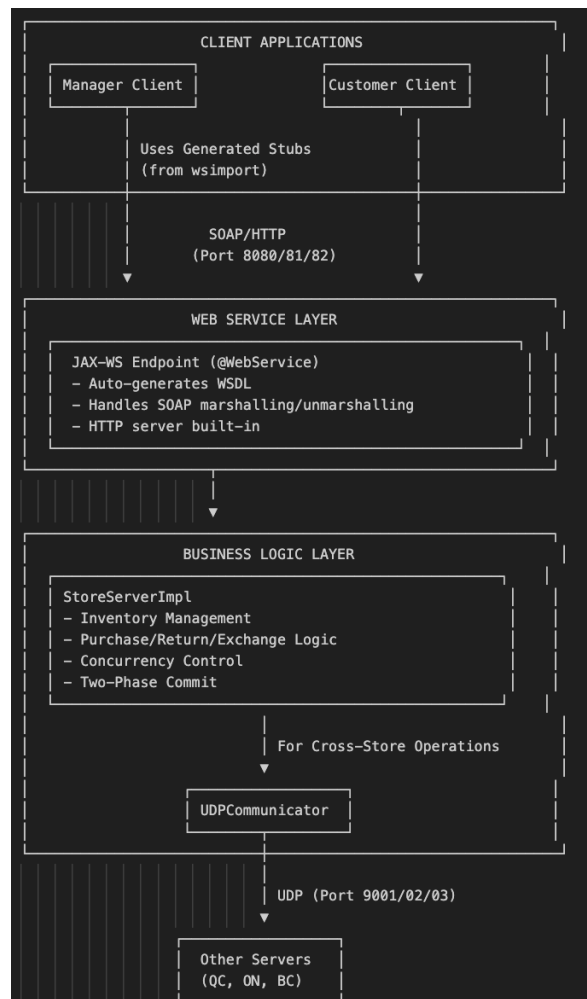 CLIENT APPLICATIONS
Manager Client
Customer Client
Uses Generated Stubs
(from wsimport)
SOAP/HTTP
(Port 8080/81/82)
WEB SERVICE LAYER
JAX-WS Endpoint (@WebService)
- Auto-generates WSDL
- Handles SOAP marshalling/unmarshalling
- HTTP server built-in
BUSINESS LOGIC LAYER
StoreServerImpl
- Inventory Management
- Purchase/Return/Exchange Logic
- Concurrency Control
- Two-Phase Commit
For Cross-Store Operations
UDPCommunicator
UDP (Port 9001/02/03)
Other Servers
(QC, ON, BC)